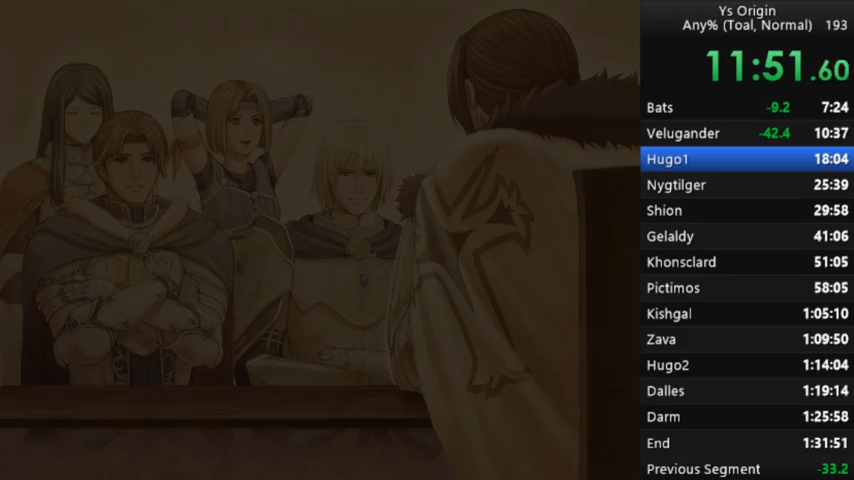 Ys Origin
Any% (Toal, Normal) 193
11:51.60
Bats -9.2 7:24
Velugander -42.4 10:37
Hugo1 18:04
Nygtilger 25:39
Shion 29:58
Gelaldy 41:06
Khonsclard 51:05
Pictimos 58:05
Kishgal 1:05:10
Zava 1:09:50
Hugo2 1:14:04
Dalles 1:19:14
Darm 1:25:58
End 1:31:51
Previous Segment -33.2